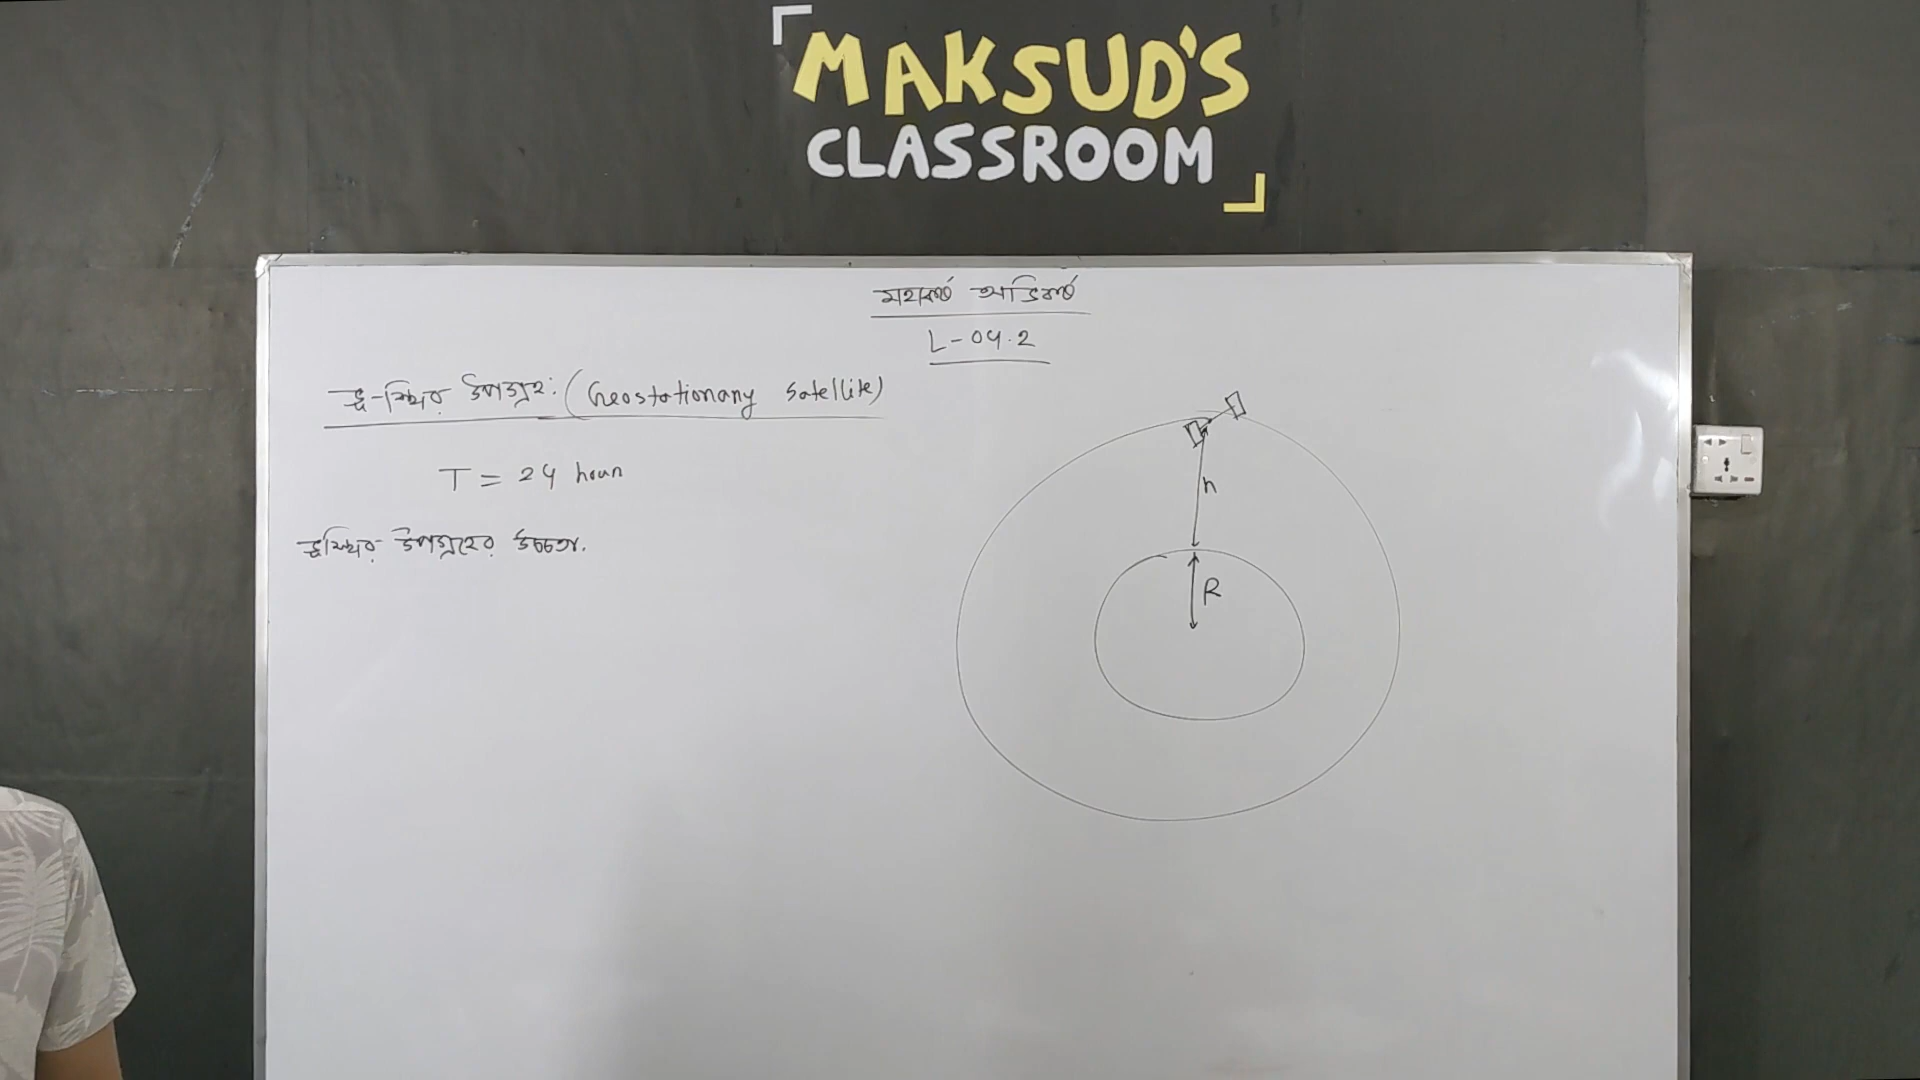 MAKSUD'S
CLASSROOM
মহাকর্ষ অভিকর্ষ
L-04.2
ভূ-স্থির উপগ্রহ: (Geostationary Satellite)
T = 24 hour
ভূস্থির উপগ্রহের উচ্চতা.
h
R